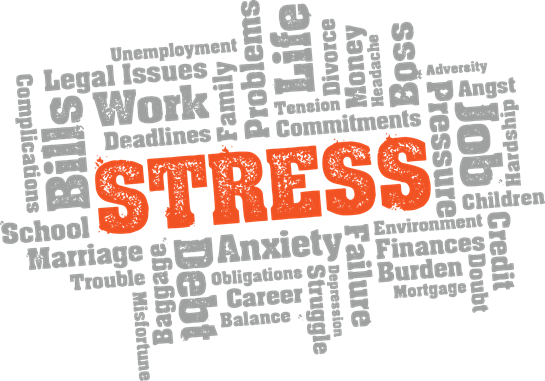 Unemployment
Legal Issues
Work
Deadlines
Complications
Bills
Family
Problems
Life
Tension
Divorce
Money
Headache
Boss
Commitments
Adversity
Angst
Pressure
Job
Hardship
STRESS
Children
School
Marriage
Trouble
Misfortune
Baggage
Debt
Anxiety
Obligations
Career
Balance
Struggle
Depression
Failure
Environment
Finances
Burden
Mortgage
Doubt
Credit